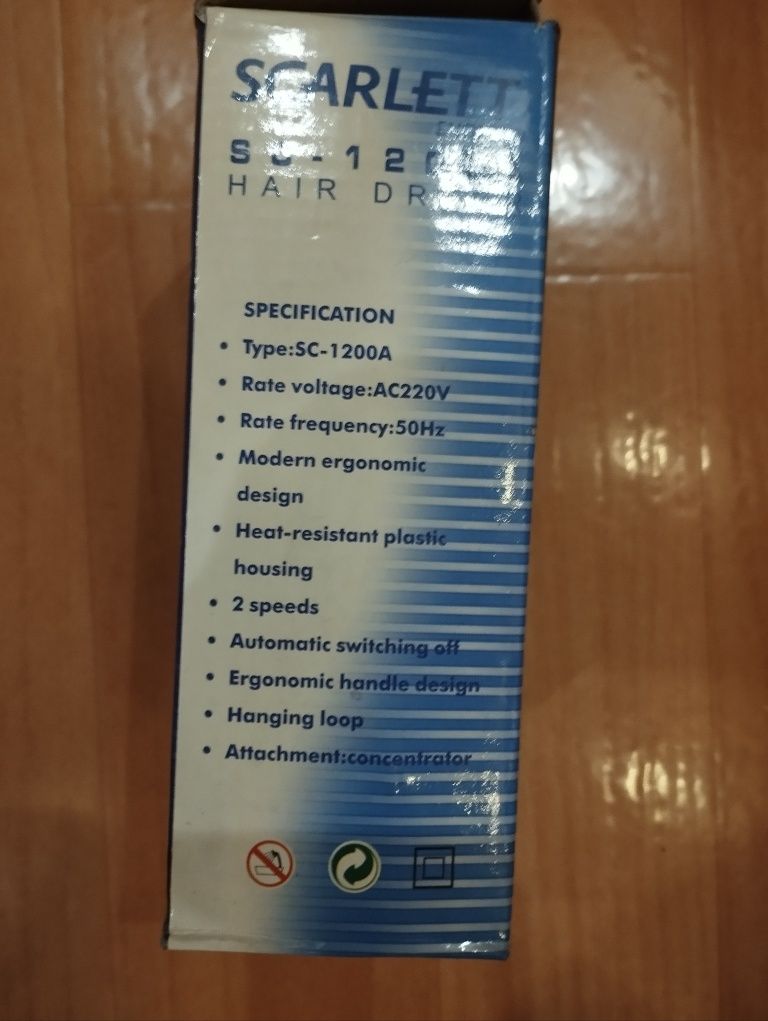 SCARLETT
HAIR
SPECIFICATION
• Type:SC-1200A
• Rate voltage:AC220V
• Rate frequency:50Hz
• Modern ergonomic
design
• Heat-resistant plastic
housing
• 2 speeds
• Automatic switching off
• Ergonomic handle design
• Hanging loop
• Attachment:concentrator